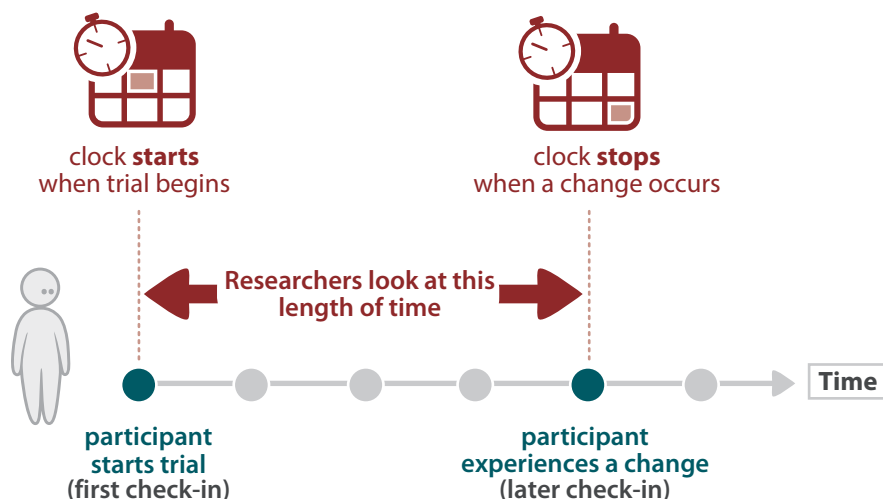 clock starts
when trial begins
clock stops
when a change occurs
Researchers look at this
length of time
Time
participant
starts trial
(first check-in)
participant
experiences a change
(later check-in)